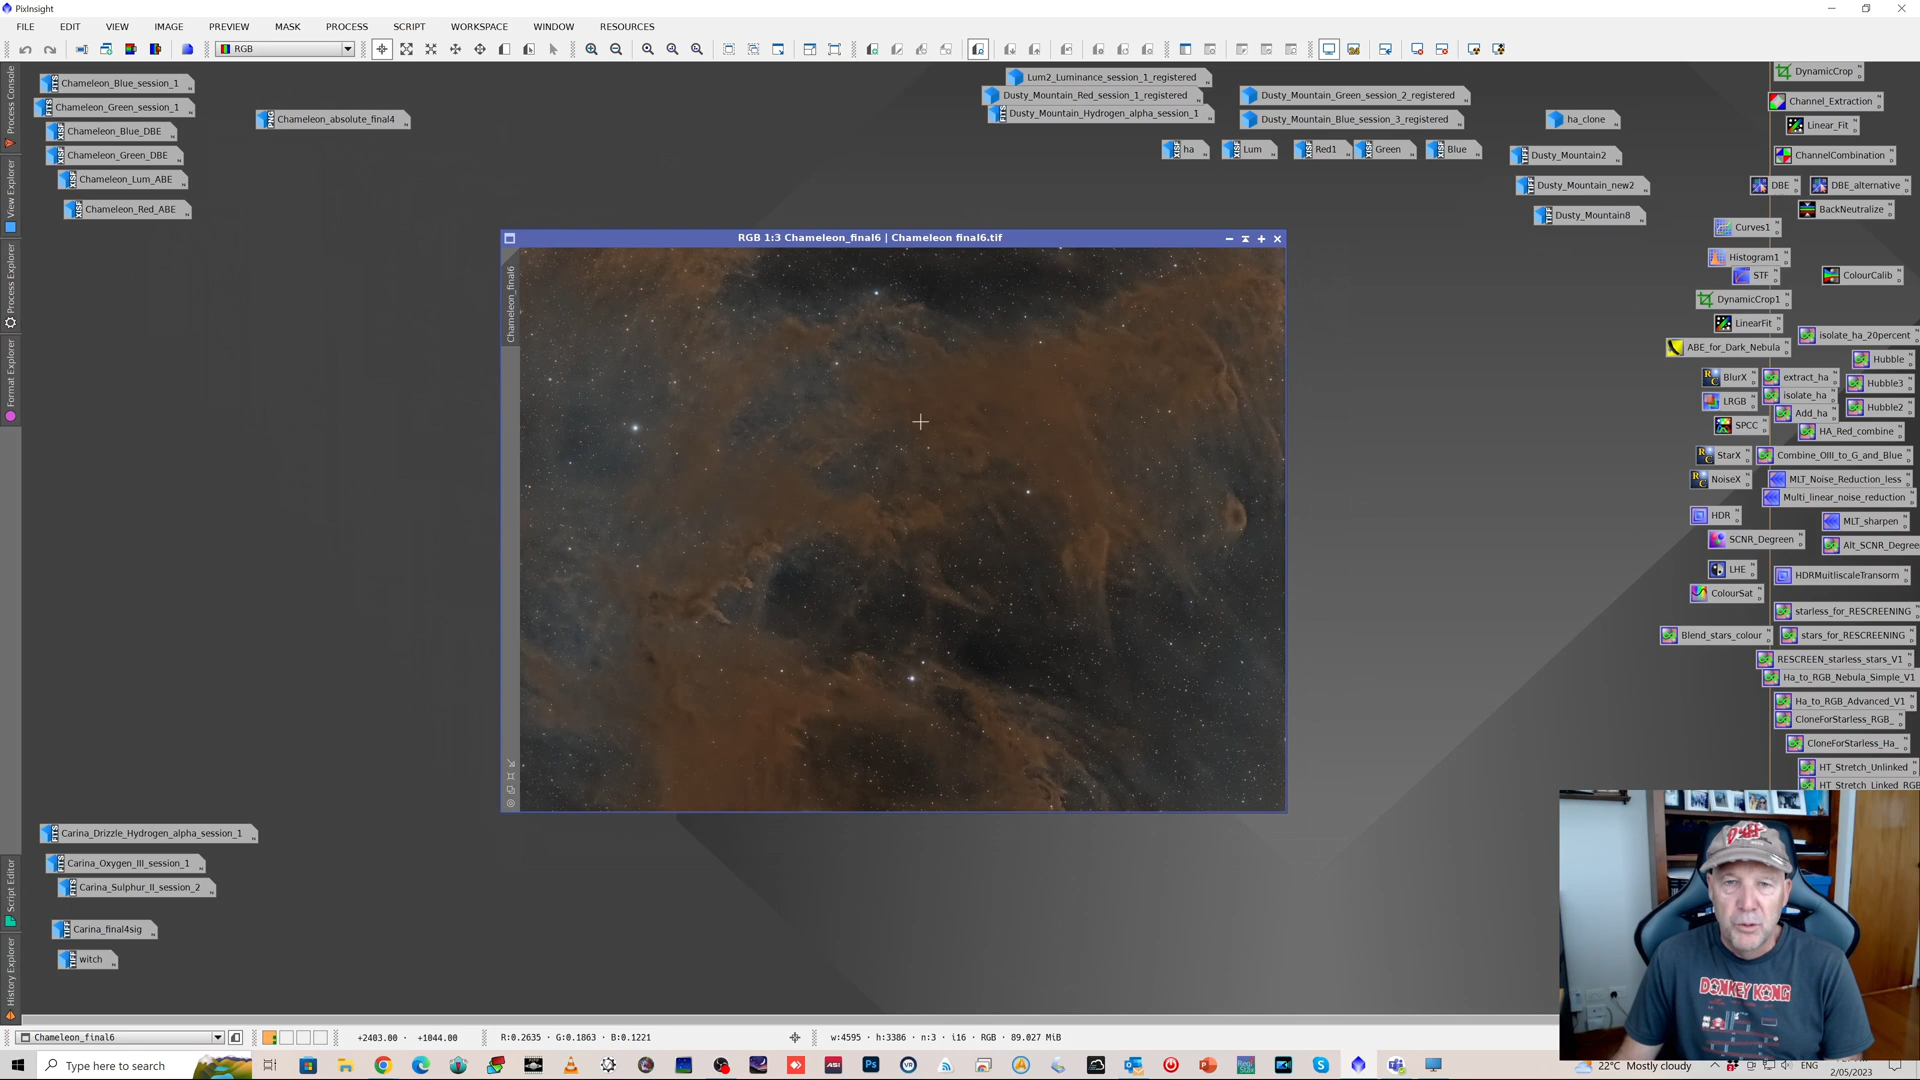 PixInsight
FILE EDIT VIEW IMAGE PREVIEW MASK PROCESS SCRIPT WORKSPACE WINDOW RESOURCES
RGB
Process Console
View Explorer
Process Explorer
Format Explorer
Script Editor
History Explorer
Chameleon_Blue_session_1
Chameleon_Green_session_1
Chameleon_Blue_DBE
Chameleon_Green_DBE
Chameleon_Lum_ABE
Chameleon_Red_ABE
Chameleon_absolute_final4
Lum2_Luminance_session_1_registered
Dusty_Mountain_Red_session_1_registered
Dusty_Mountain_Hydrogen_alpha_session_1
Dusty_Mountain_Green_session_2_registered
Dusty_Mountain_Blue_session_3_registered
ha Lum Red1 Green Blue
ha_clone
Dusty_Mountain2
Dusty_Mountain_new2
Dusty_Mountain8
DynamicCrop
Channel_Extraction
Linear_Fit
ChannelCombination
DBE DBE_alternative
BackNeutralize
Curves1
Histogram1
STF ColourCalib
DynamicCrop1
LinearFit
isolate_ha_20percent
ABE_for_Dark_Nebula
Hubble
BlurX extract_ha Hubble3
LRGB isolate_ha
Add_ha Hubble2
SPCC HA_Red_combine
StarX Combine_OIII_to_G_and_Blue
NoiseX MLT_Noise_Reduction_less
Multi_linear_noise_reduction
HDR MLT_sharpen
SCNR_Degreen Alt_SCNR_Degree
LHE HDRMuitliscaleTransorm
ColourSat
starless_for_RESCREENING
Blend_stars_colour stars_for_RESCREENING
RESCREEN_starless_stars_V1
Ha_to_RGB_Nebula_Simple_V1
Ha_to_RGB_Advanced_V1
CloneForStarless_RGB_
CloneForStarless_Ha_
HT_Stretch_Unlinked
HT_Stretch_Linked_RGB
RGB 1:3 Chameleon_final6 | Chameleon final6.tif
Chameleon_final6
Carina_Drizzle_Hydrogen_alpha_session_1
Carina_Oxygen_III_session_1
Carina_Sulphur_II_session_2
Carina_final4sig
witch
DONKEY KONG
Chameleon_final6
+2403.00 · +1044.00
R:0.2635 · G:0.1863 · B:0.1221
w:4595 · h:3386 · n:3 · i16 · RGB · 89.027 MiB
Type here to search
22°C Mostly cloudy
ENG
2/05/2023